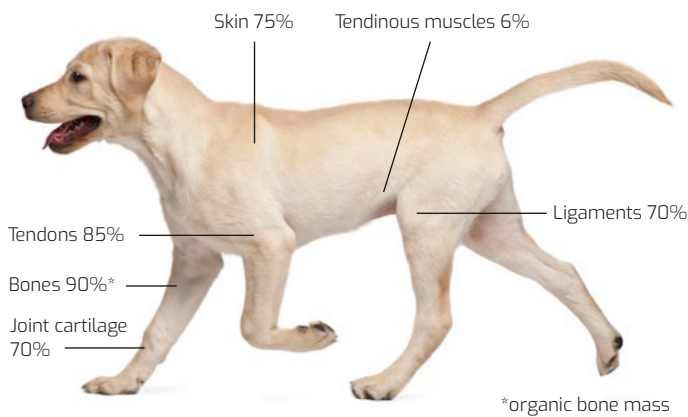 Skin 75%
Tendinous muscles 6%
Ligaments 70%
Tendons 85%
Bones 90%*
Joint cartilage
70%
*organic bone mass